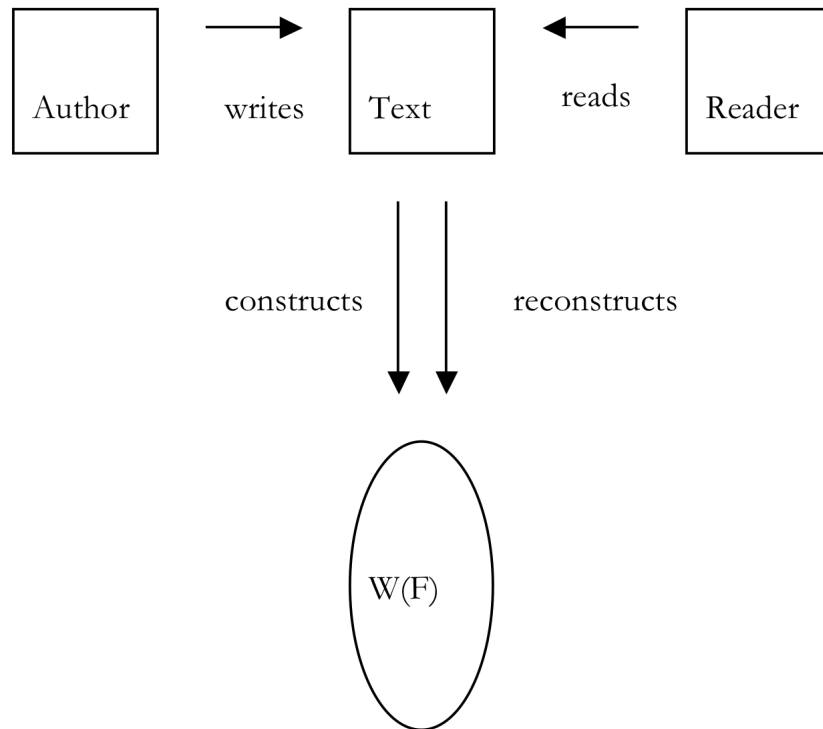 Author
writes
Text
reads
Reader
constructs
reconstructs
W(F)